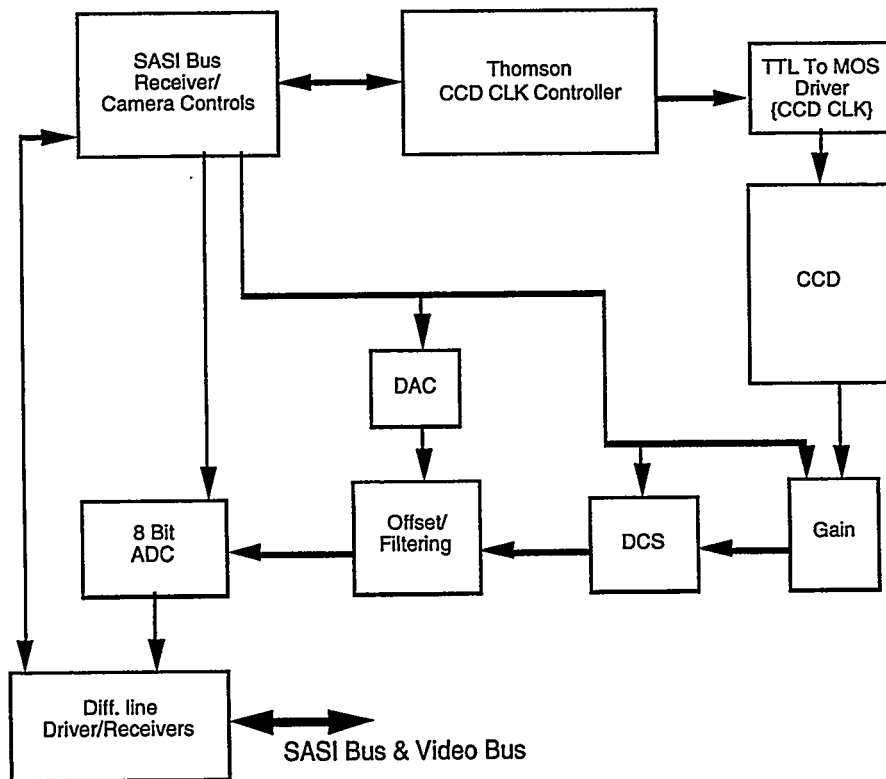 SASI Bus
Receiver/
Camera Controls
Thomson
CCD CLK Controller
TTL To MOS
Driver
{CCD CLK}
CCD
DAC
8 Bit
ADC
Offset/
Filtering
DCS
Gain
Diff. line
Driver/Receivers
SASI Bus & Video Bus